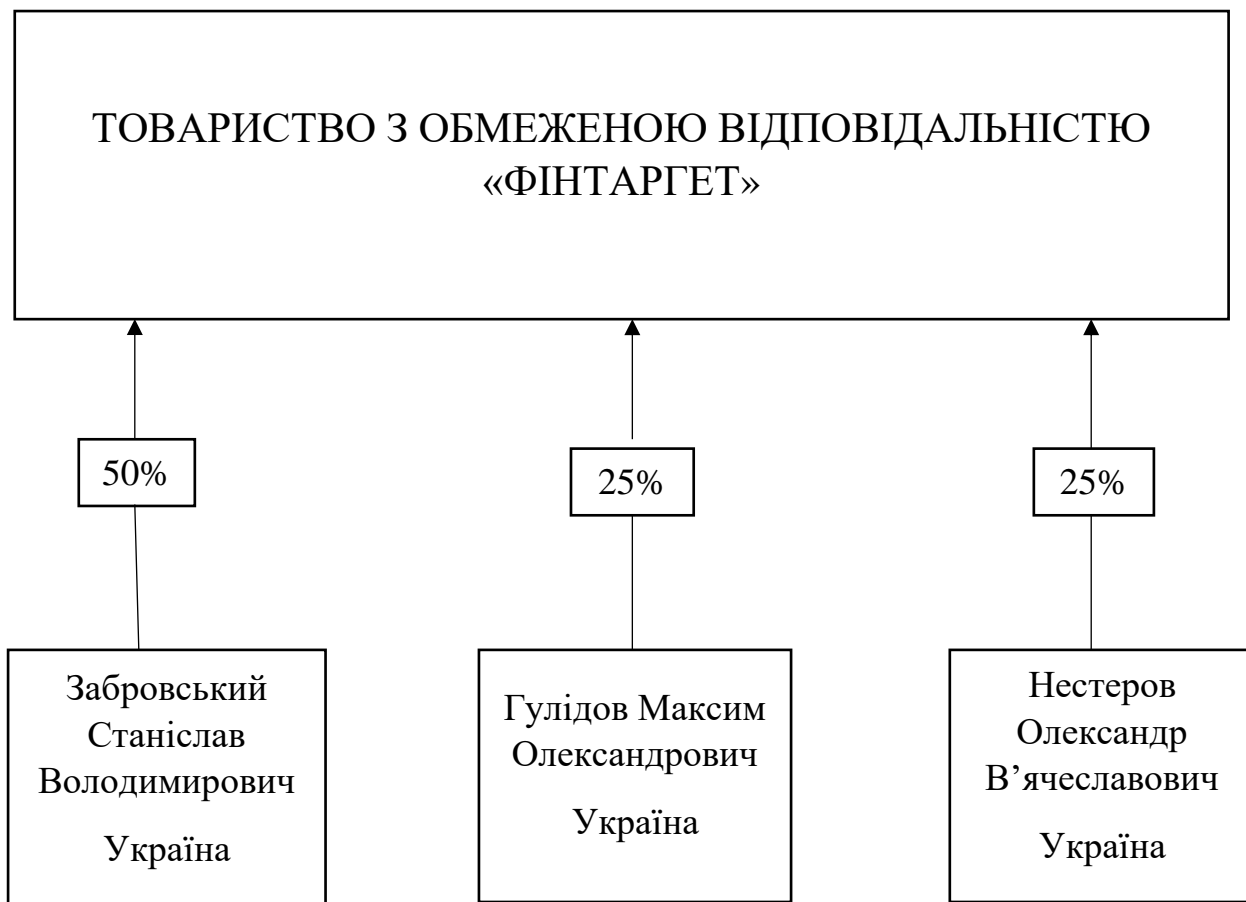 ТОВАРИСТВО З ОБМЕЖЕНОЮ ВІДПОВІДАЛЬНІСТЮ
«ФІНТАРГЕТ»
50%
25%
25%
Забровський
Станіслав
Володимирович
Україна
Гулідов Максим
Олександрович
Україна
Нестеров
Олександр
В’ячеславович
Україна